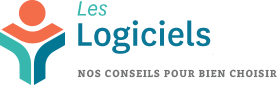 Les
Logiciels
NOS CONSEILS POUR BIEN CHOISIR